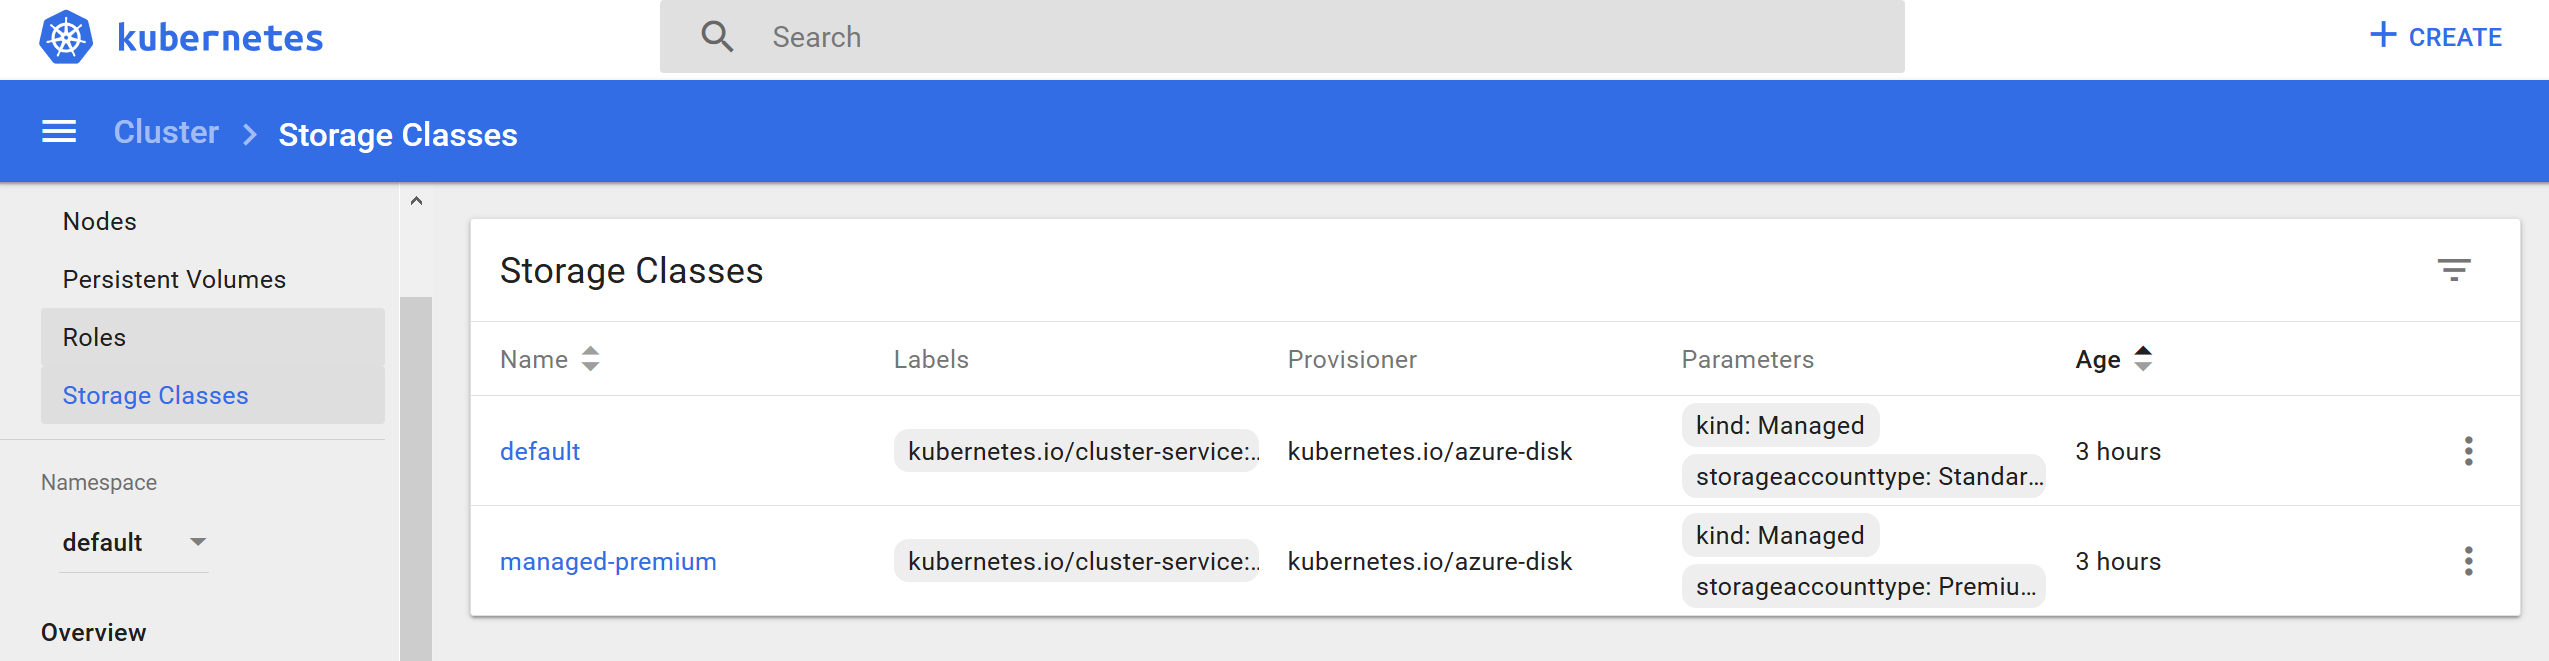 kubernetes
Search
CREATE
Cluster > Storage Classes
Nodes
Persistent Volumes
Roles
Storage Classes
Namespace
default
Overview
Storage Classes
Name Labels Provisioner Parameters Age
default kubernetes.io/cluster-service:.. kubernetes.io/azure-disk kind: Managed 3 hours
storageaccounttype: Standar...
managed-premium kubernetes.io/cluster-service:.. kubernetes.io/azure-disk kind: Managed 3 hours
storageaccounttype: Premiu...